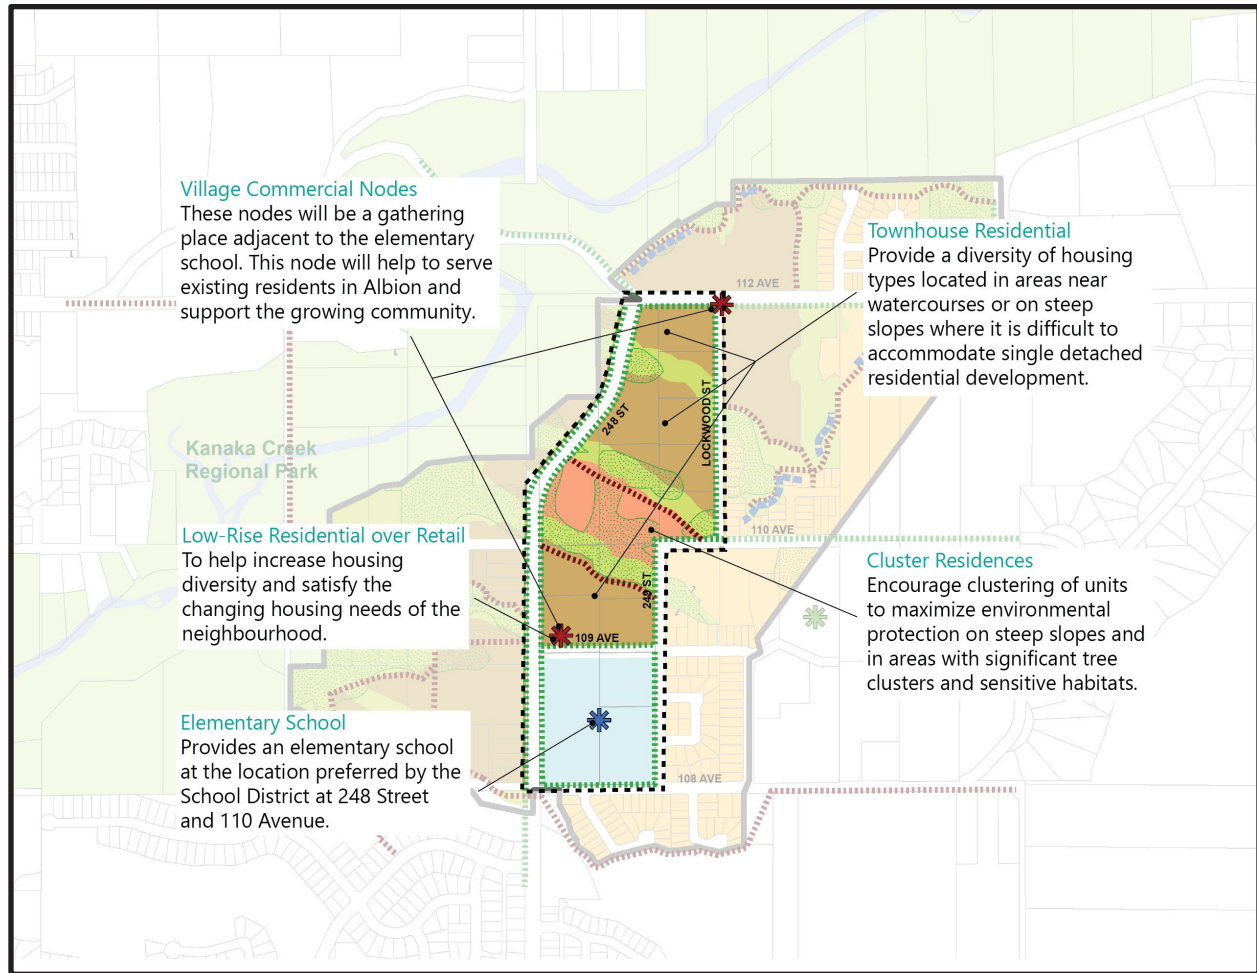 Village Commercial Nodes
These nodes will be a gathering
place adjacent to the elementary
school. This node will help to serve
existing residents in Albion and
support the growing community.
Townhouse Residential
Provide a diversity of housing
types located in areas near
watercourses or on steep
slopes where it is difficult to
accommodate single detached
residential development.
112 AVE
248 ST
LOCKWOOD ST
Kanaka Creek
Regional Park
110 AVE
Low-Rise Residential over Retail
To help increase housing
diversity and satisfy the
changing housing needs of the
neighbourhood.
249 ST
109 AVE
Cluster Residences
Encourage clustering of units
to maximize environmental
protection on steep slopes and
in areas with significant tree
clusters and sensitive habitats.
Elementary School
Provides an elementary school
at the location preferred by the
School District at 248 Street
and 110 Avenue.
108 AVE